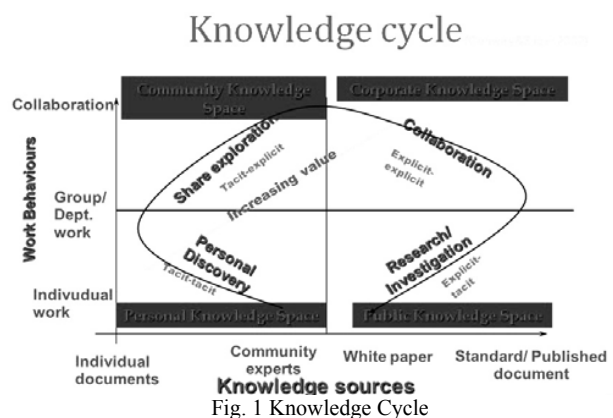 Knowledge cycle
Community Knowledge
Space
Corporate Knowledge Space
Collaboration
Share exploration
Tacit-explicit
Increasing value
Collaboration
Explicit-
explicit
Work Behaviours
Group/
Dept.
work
Personal
Discovery
Tacit-tacit
Research/
Investigation
Explicit-
tacit
Indivudual
work
Personal Knowledge Space
Public Knowledge Space
Individual
documents
Community
experts
White paper
Standard/ Published
document
Knowledge sources
Fig. 1 Knowledge Cycle